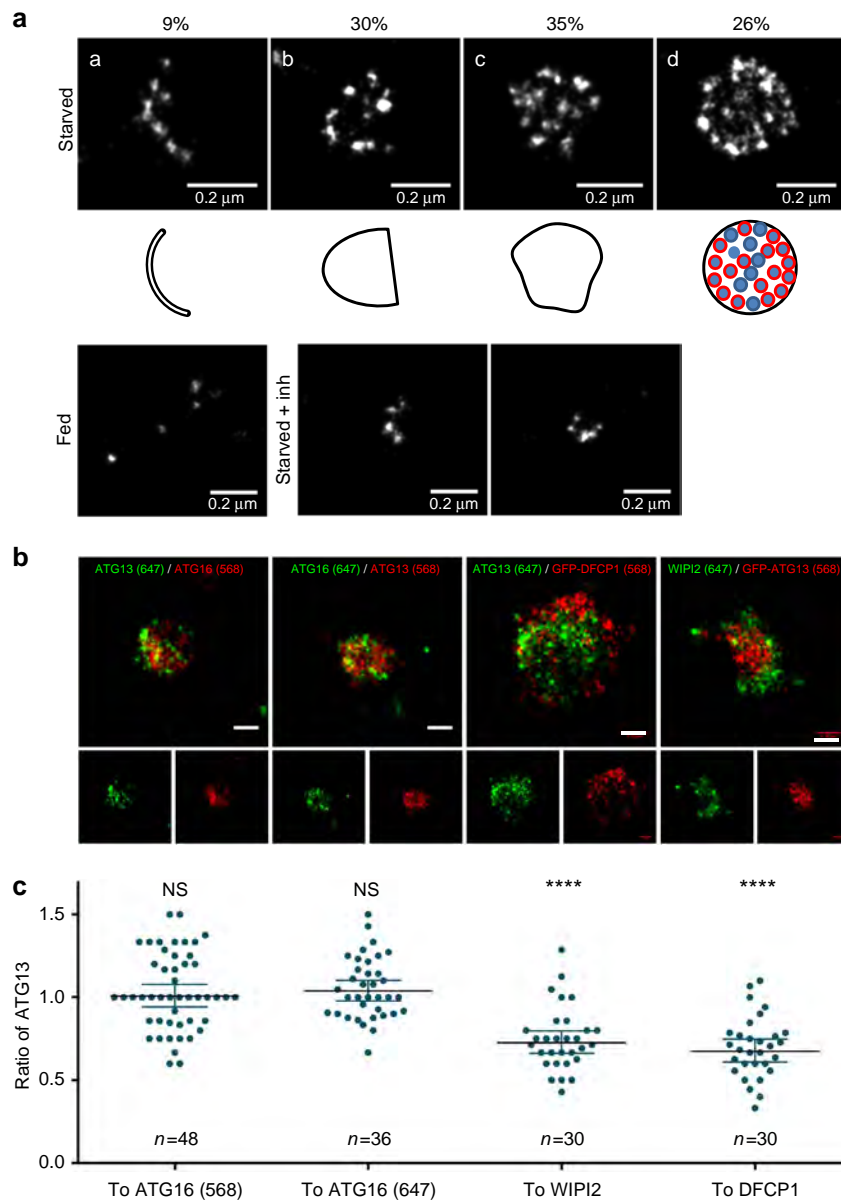 a
9% 30% 35% 26%
Starved
a b c d
0.2 μm 0.2 μm 0.2 μm 0.2 μm
Fed
Starved + inh
0.2 μm 0.2 μm 0.2 μm
b
ATG13 (647) / ATG16 (568) ATG16 (647) / ATG13 (568) ATG13 (647) / GFP-DFCP1 (568) WIPI2 (647) / GFP-ATG13 (568)
c
NS NS **** ****
Ratio of ATG13
1.5
1.0
0.5
0.0
n=48 n=36 n=30 n=30
To ATG16 (568) To ATG16 (647) To WIPI2 To DFCP1